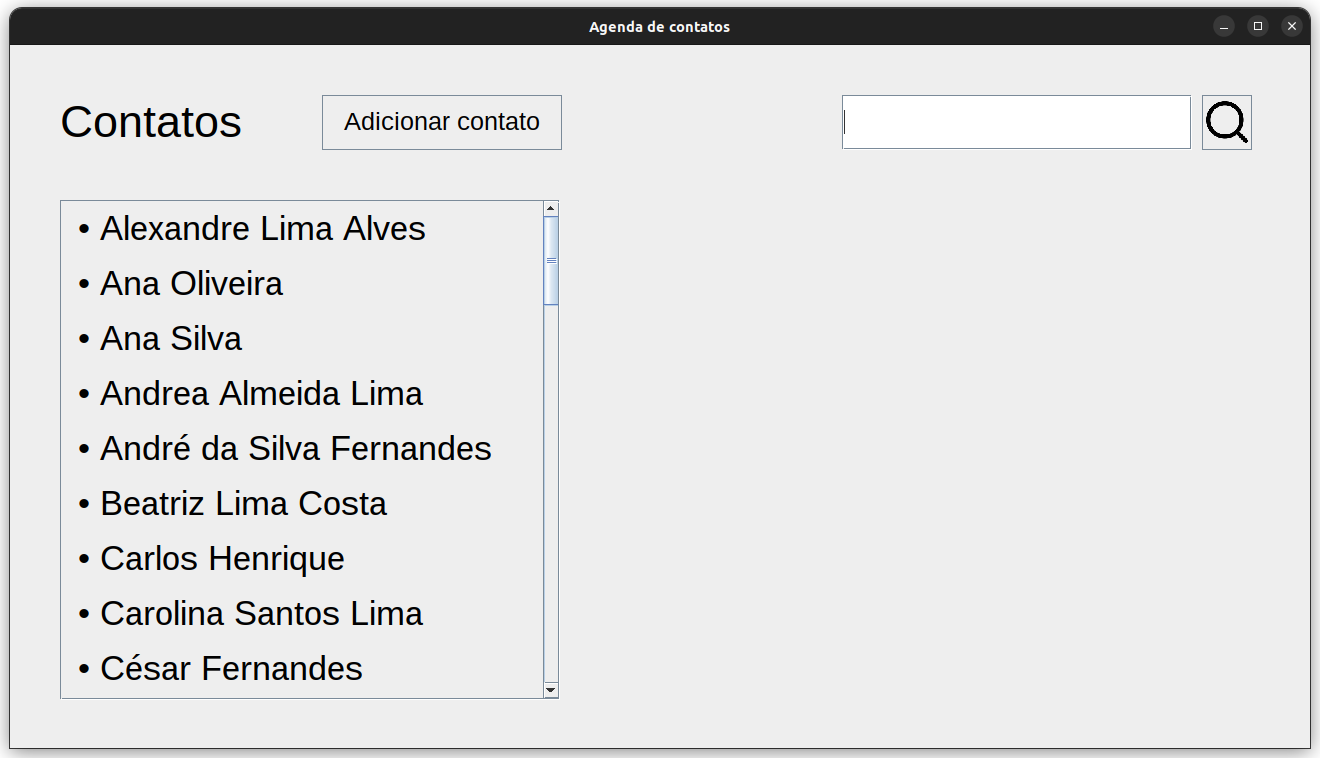 Agenda de contatos
Contatos
Adicionar contato
• Alexandre Lima Alves
• Ana Oliveira
• Ana Silva
• Andrea Almeida Lima
• André da Silva Fernandes
• Beatriz Lima Costa
• Carlos Henrique
• Carolina Santos Lima
• César Fernandes